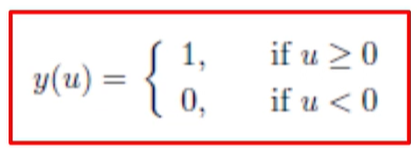 y(u) = { 1, if u ≥ 0
0, if u < 0